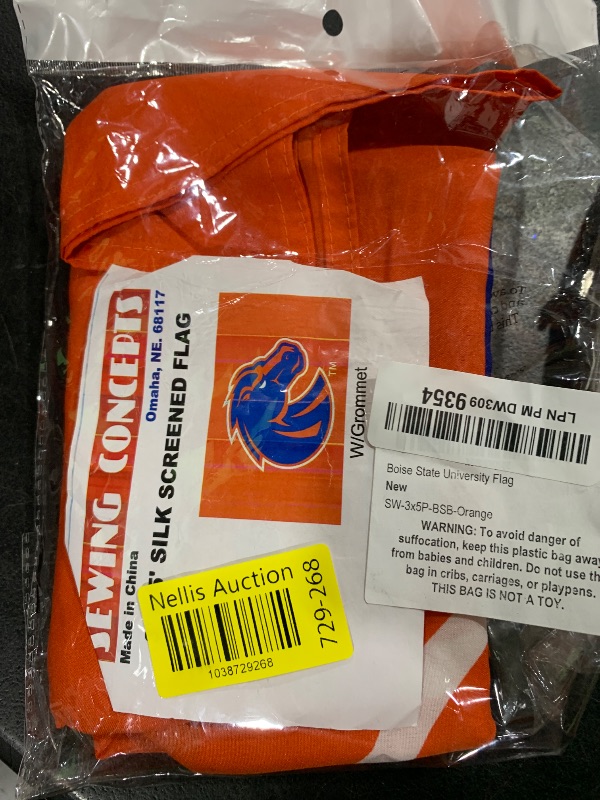 SEWING CONCEPTS
Omaha, NE. 68117
Made in China
5' SILK SCREENED FLAG
TM
W/Grommet
LPN PM DW309 9354
Boise State University Flag
New
SW-3x5P-BSB-Orange
WARNING: To avoid danger of
suffocation, keep this plastic bag away
from babies and children. Do not use th
bag in cribs, carriages, or playpens.
THIS BAG IS NOT A TOY.
Nellis Auction
729-268
1038729268